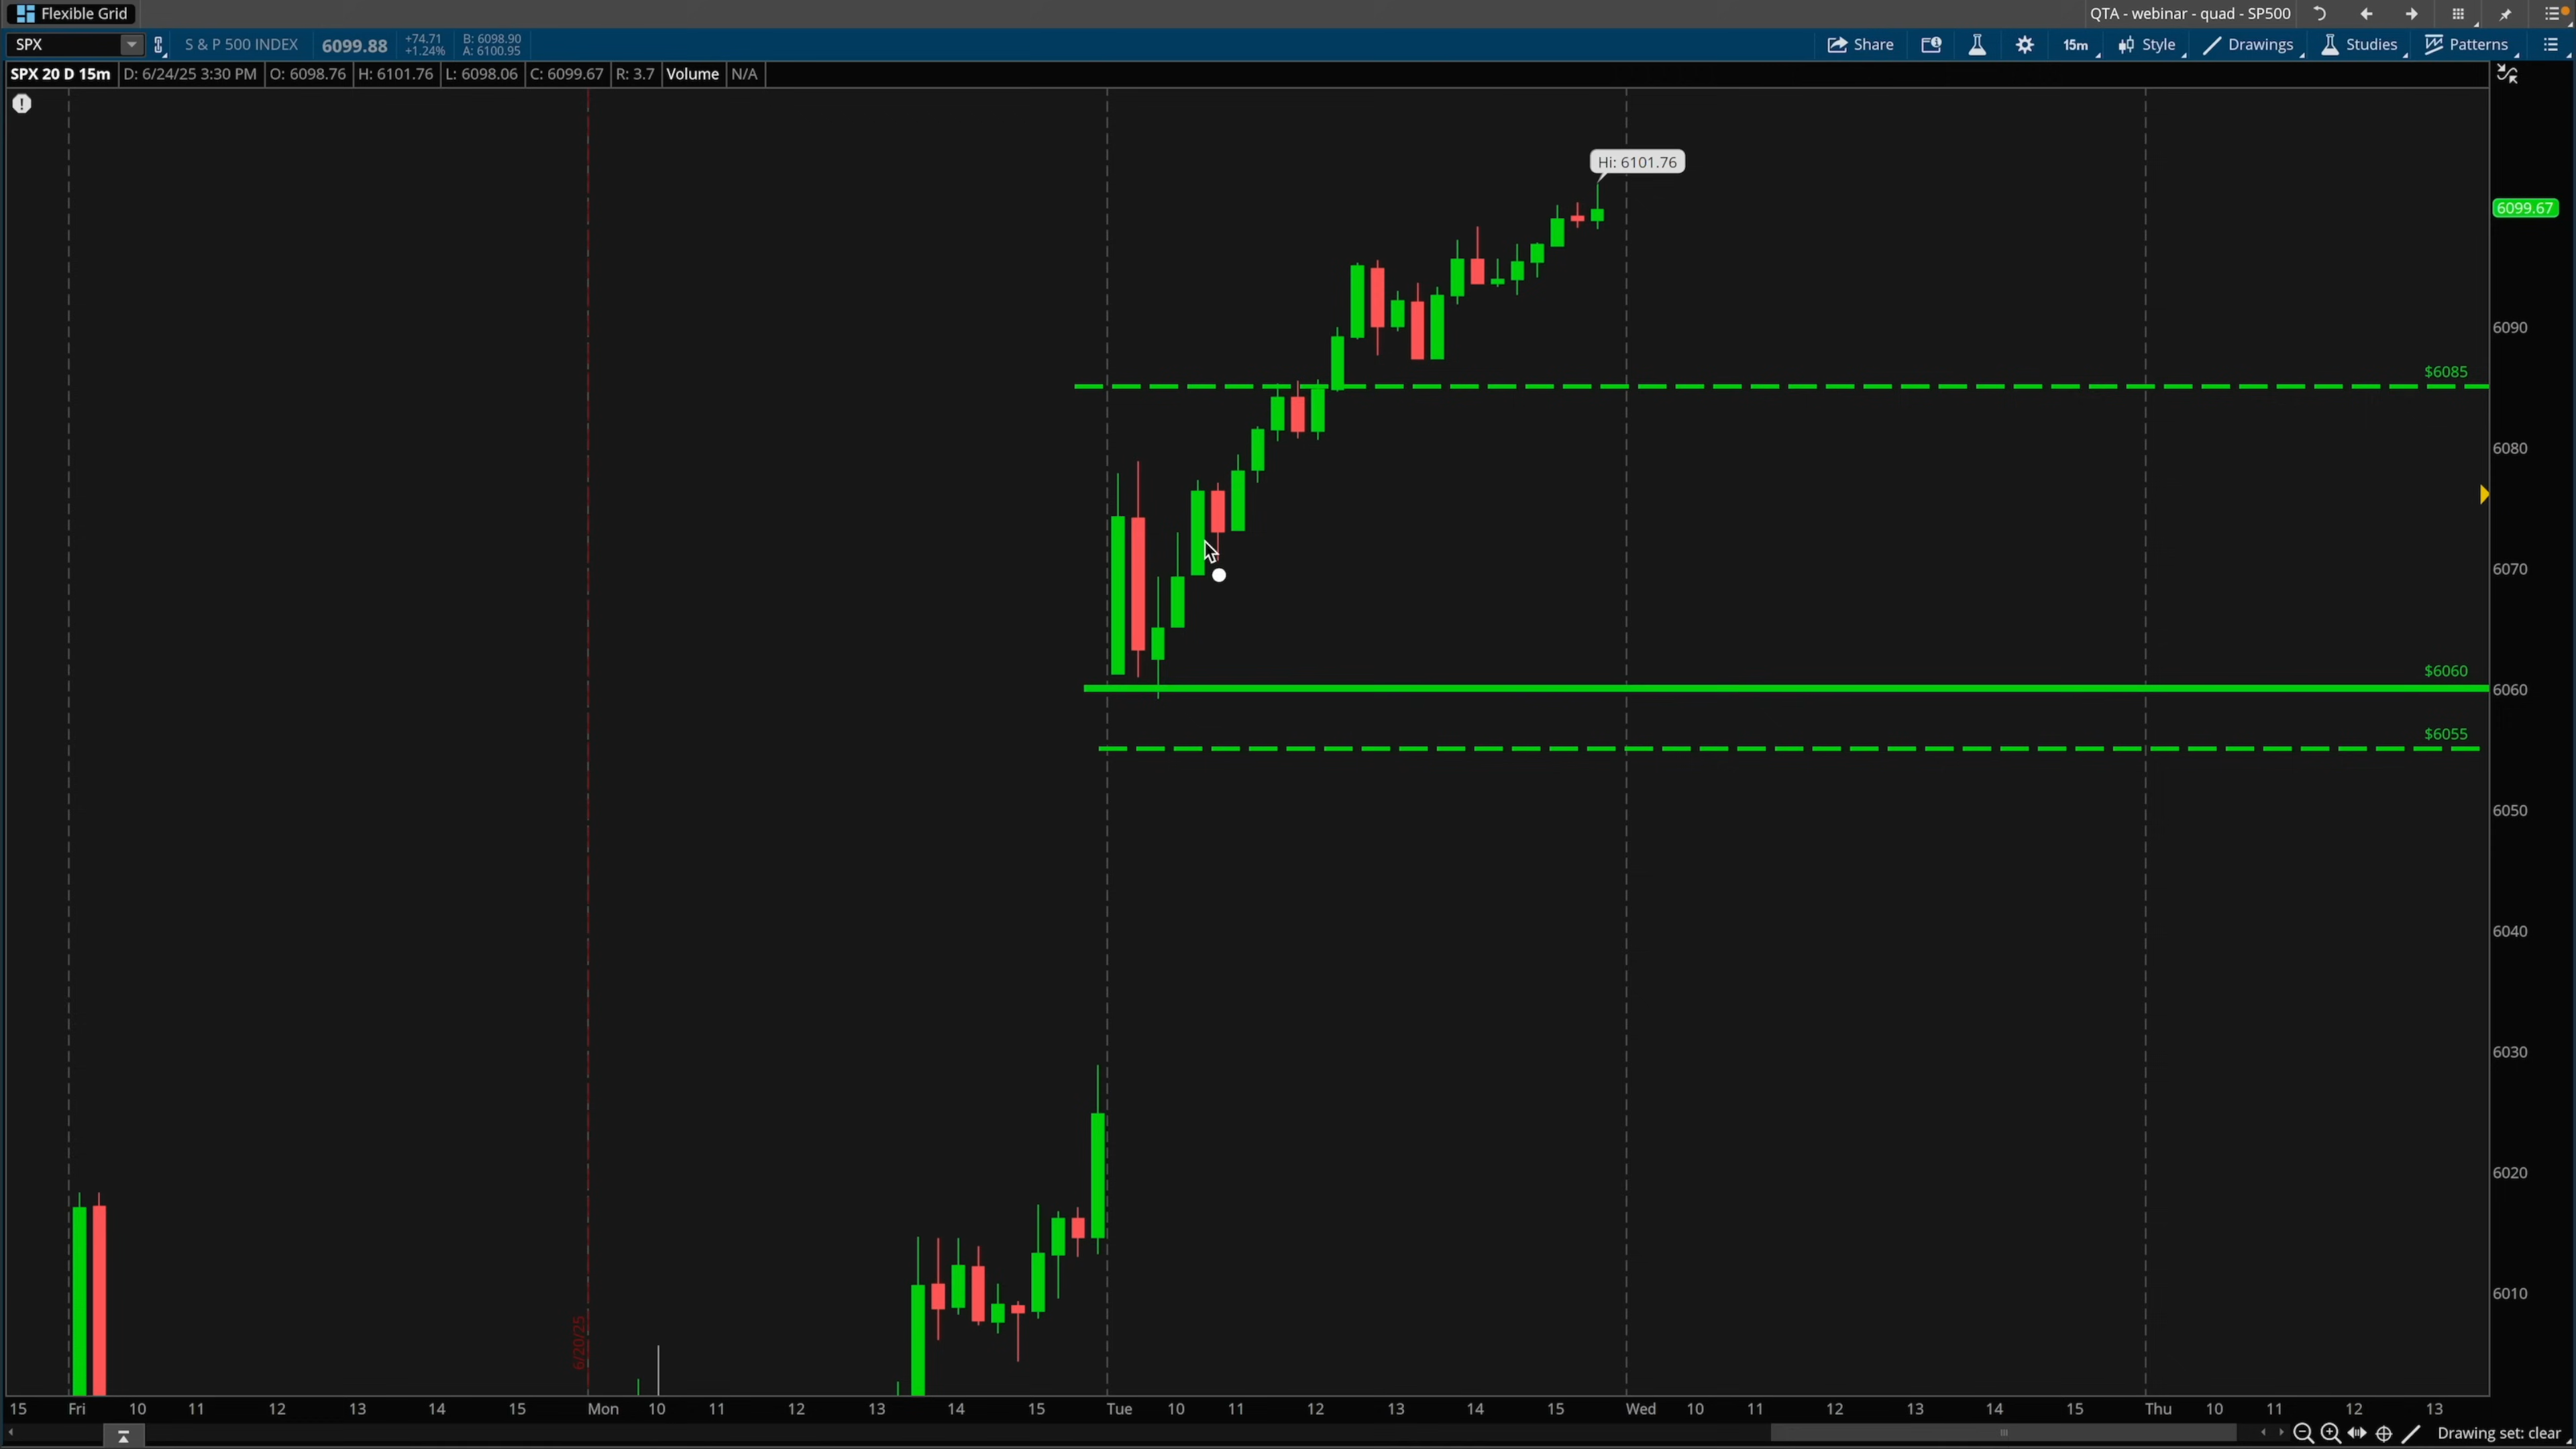 Flexible Grid QTA - webinar - quad - SP500
SPX S & P 500 INDEX 6099.88 +74.71 +1.24% B: 6098.90 A: 6100.95 Share 15m Style Drawings Studies Patterns
SPX 20 D 15m D: 6/24/25 3:30 PM O: 6098.76 H: 6101.76 L: 6098.06 C: 6099.67 R: 3.7 Volume N/A
Hi: 6101.76
6099.67
6090
$6085
6080
6070
$6060
6060
$6055
6050
6040
6030
6020
6010
6/20/25
15 Fri 10 11 12 13 14 15 Mon 10 11 12 13 14 15 Tue 10 11 12 13 14 15 Wed 10 11 12 13 14 15 Thu 10 11 12 13
Drawing set: clear